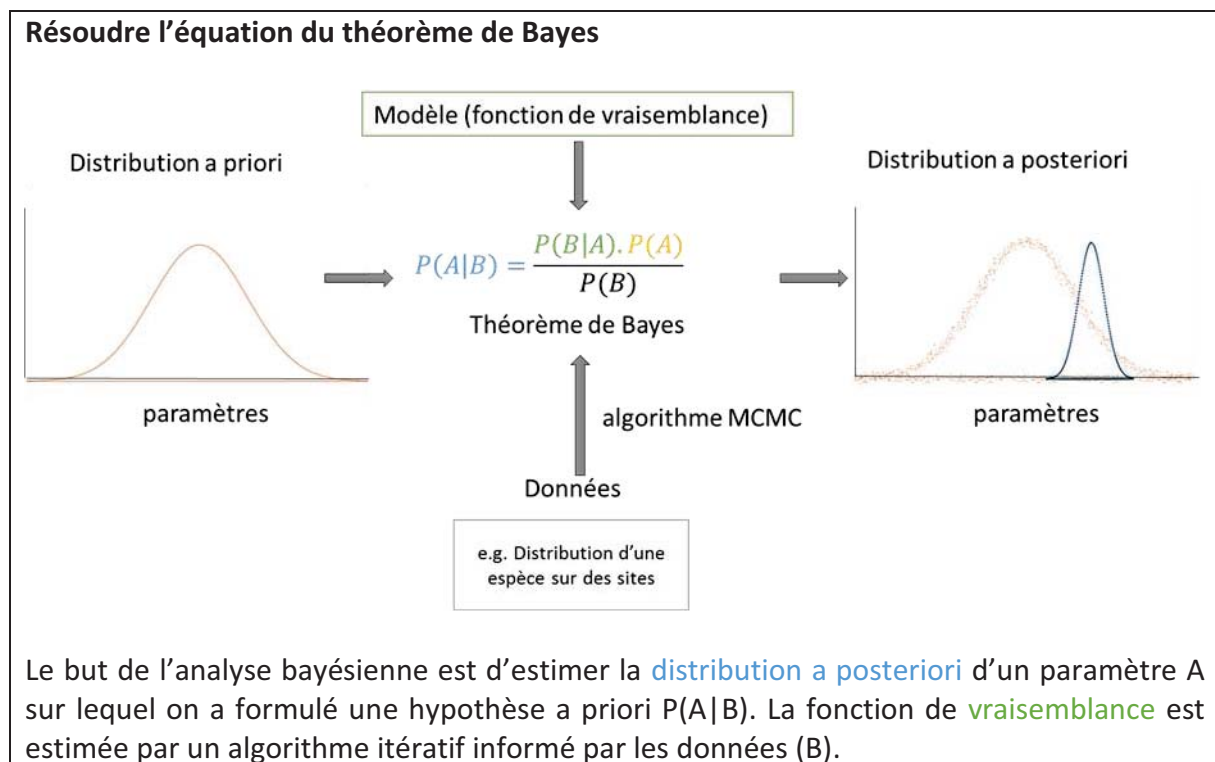 Résoudre l’équation du théorème de Bayes
Modèle (fonction de vraisemblance)
Distribution a priori
Distribution a posteriori
P(A|B) = P(B|A). P(A) / P(B)
Théorème de Bayes
paramètres
algorithme MCMC
paramètres
Données
e.g. Distribution d’une
espèce sur des sites
Le but de l’analyse bayésienne est d’estimer la distribution a posteriori d’un paramètre A
sur lequel on a formulé une hypothèse a priori P(A|B). La fonction de vraisemblance est
estimée par un algorithme itératif informé par les données (B).